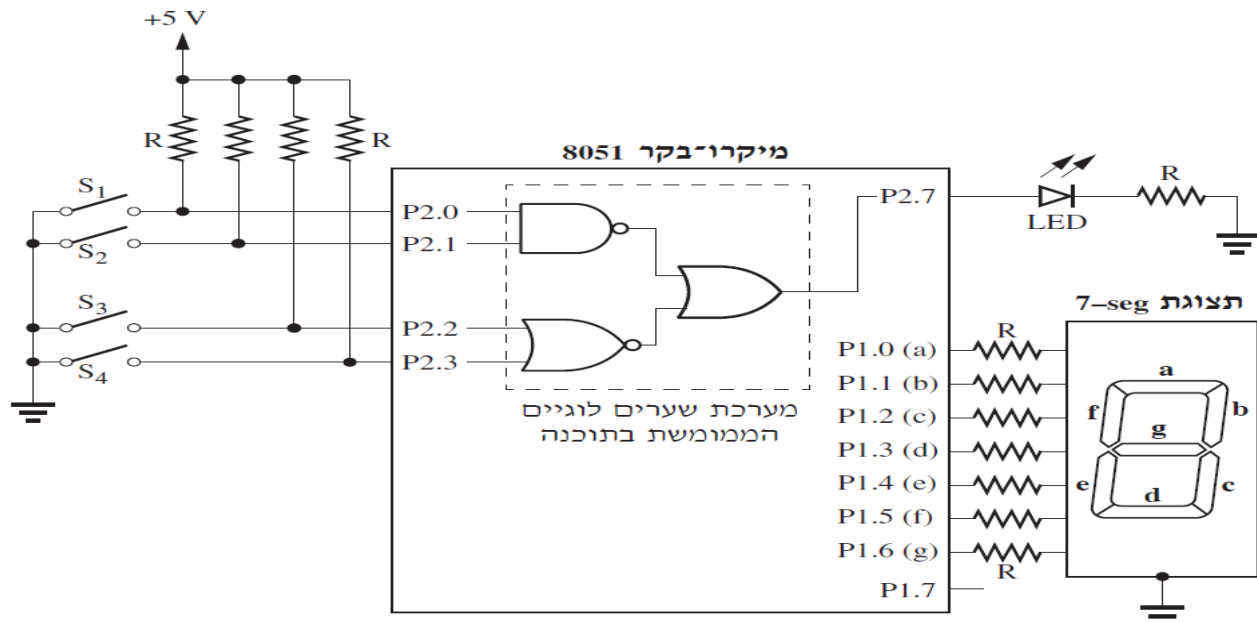 +5 V
R
R
S1
S2
S3
S4
מיקרו־בקר 8051
P2.0
P2.1
P2.2
P2.3
מערכת שערים לוגיים
הממומשת בתוכנה
P2.7
LED
R
תצוגת 7–seg
P1.0 (a)
P1.1 (b)
P1.2 (c)
P1.3 (d)
P1.4 (e)
P1.5 (f)
P1.6 (g)
P1.7
R
R
a
f
b
g
e
c
d